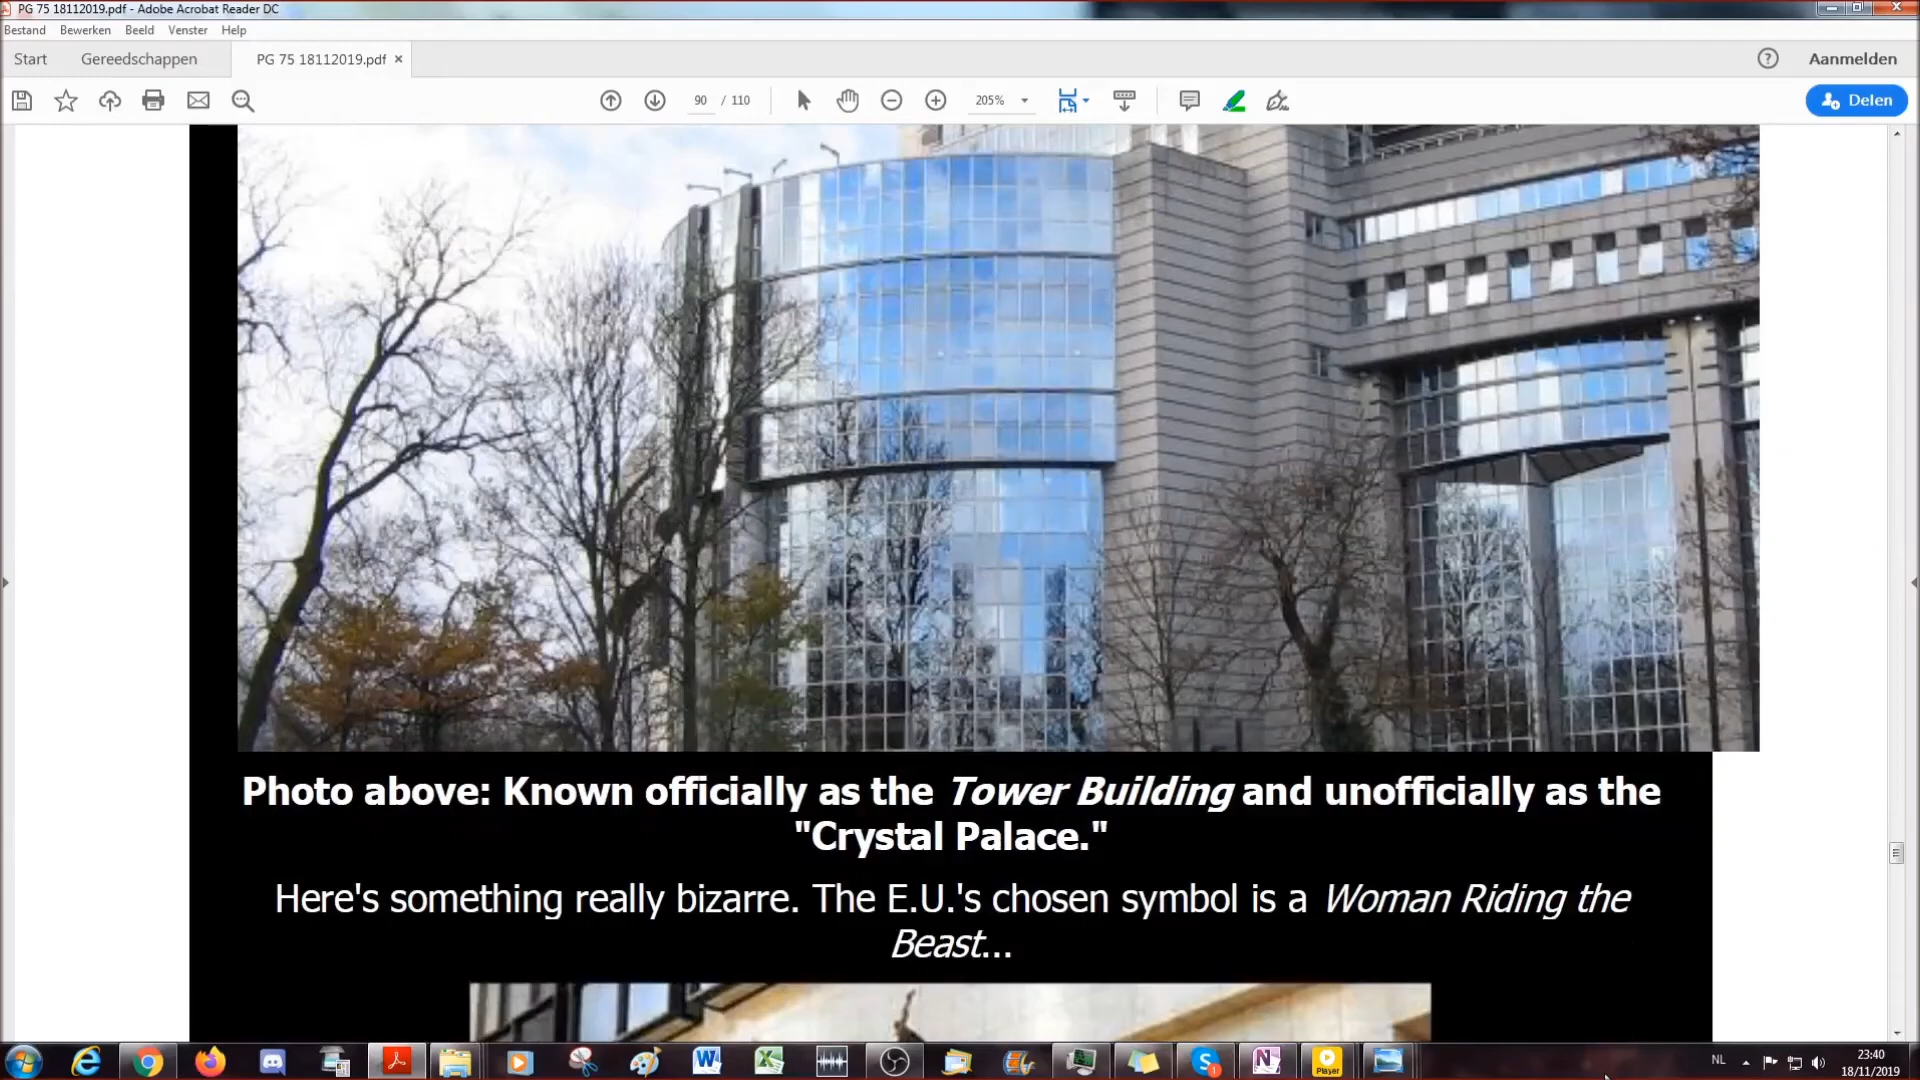 PG 75 18112019.pdf - Adobe Acrobat Reader DC
Bestand Bewerken Beeld Venster Help
Start Gereedschappen PG 75 18112019.pdf × Aanmelden
90 / 110 205% Delen
Photo above: Known officially as the Tower Building and unofficially as the
"Crystal Palace."
Here's something really bizarre. The E.U.'s chosen symbol is a Woman Riding the
Beast...
NL 23:40
18/11/2019
Player